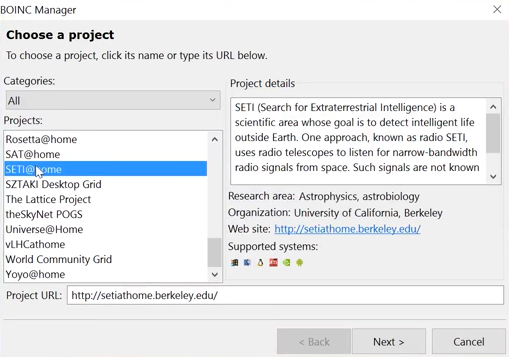 BOINC Manager
Choose a project
To choose a project, click its name or type its URL below.
Categories:
All
Projects:
Rosetta@home
SAT@home
SETI@home
SZTAKI Desktop Grid
The Lattice Project
theSkyNet POGS
Universe@Home
vLHCathome
World Community Grid
Yoyo@home
Project details
SETI (Search for Extraterrestrial Intelligence) is a
scientific area whose goal is to detect intelligent life
outside Earth. One approach, known as radio SETI,
uses radio telescopes to listen for narrow-bandwidth
radio signals from space. Such signals are not known
Research area: Astrophysics, astrobiology
Organization: University of California, Berkeley
Web site: http://setiathome.berkeley.edu/
Supported systems:
Project URL: http://setiathome.berkeley.edu/
< Back
Next >
Cancel